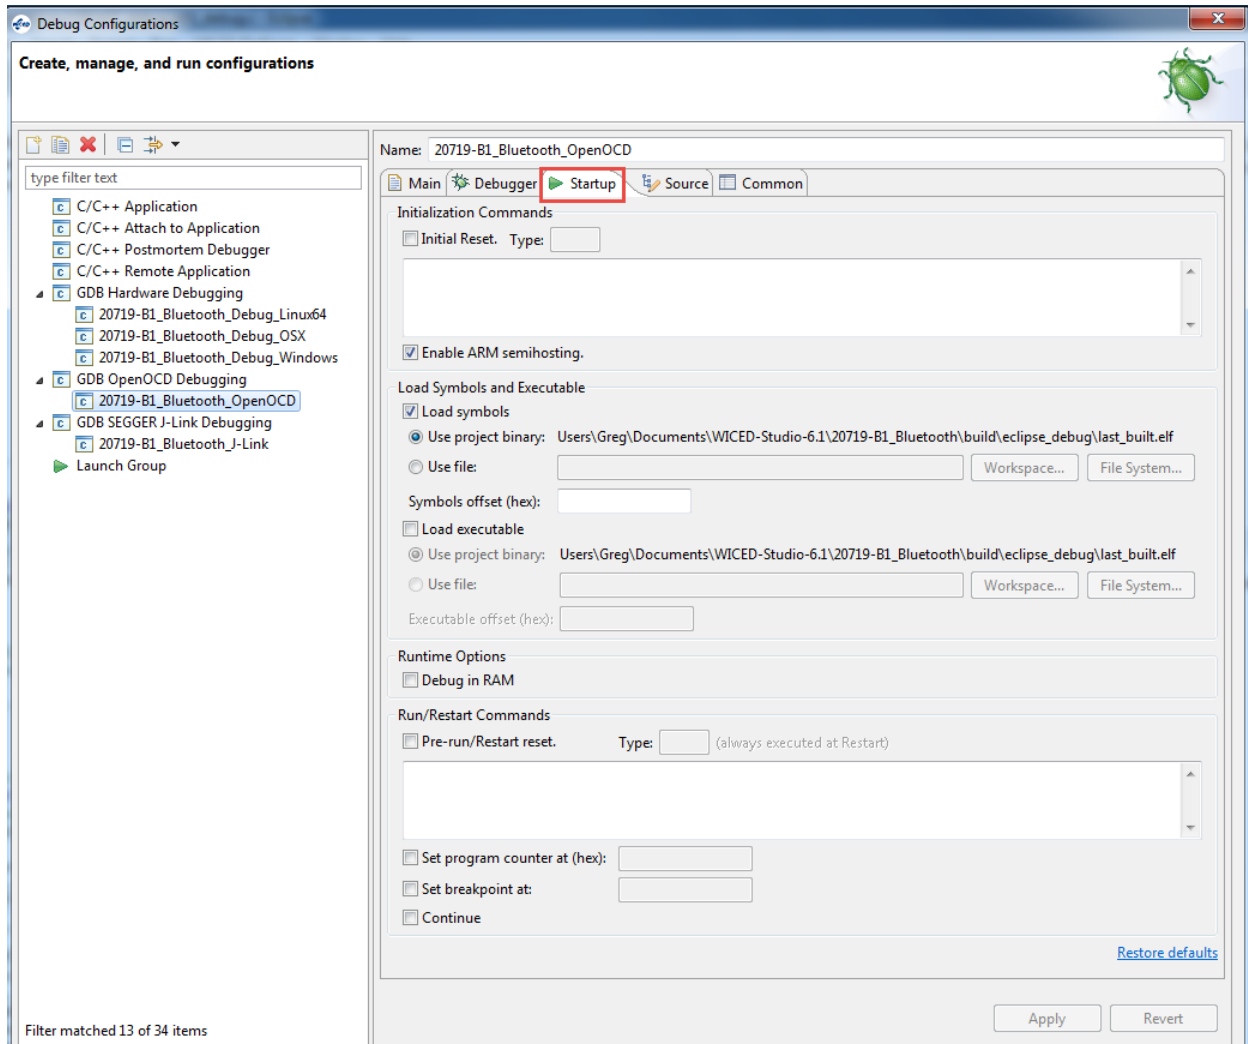 Debug Configurations
Create, manage, and run configurations
type filter text
C/C++ Application
C/C++ Attach to Application
C/C++ Postmortem Debugger
C/C++ Remote Application
GDB Hardware Debugging
20719-B1_Bluetooth_Debug_Linux64
20719-B1_Bluetooth_Debug_OSX
20719-B1_Bluetooth_Debug_Windows
GDB OpenOCD Debugging
20719-B1_Bluetooth_OpenOCD
GDB SEGGER J-Link Debugging
20719-B1_Bluetooth_J-Link
Launch Group
Filter matched 13 of 34 items
Name: 20719-B1_Bluetooth_OpenOCD
Main Debugger Startup Source Common
Initialization Commands
Initial Reset. Type:
Enable ARM semihosting.
Load Symbols and Executable
Load symbols
Use project binary: Users\Greg\Documents\WICED-Studio-6.1\20719-B1_Bluetooth\build\eclipse_debug\last_built.elf
Use file: Workspace... File System...
Symbols offset (hex):
Load executable
Use project binary: Users\Greg\Documents\WICED-Studio-6.1\20719-B1_Bluetooth\build\eclipse_debug\last_built.elf
Use file: Workspace... File System...
Executable offset (hex):
Runtime Options
Debug in RAM
Run/Restart Commands
Pre-run/Restart reset. Type: (always executed at Restart)
Set program counter at (hex):
Set breakpoint at:
Continue
Restore defaults
Apply Revert